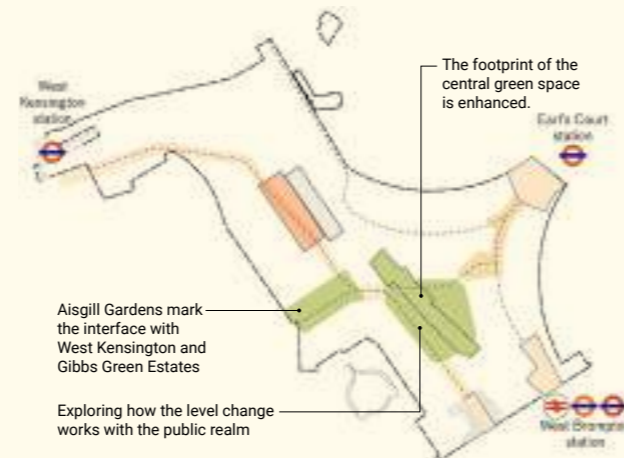 West
Kensington
station
The footprint of the
central green space
is enhanced.
Earl's Court
station
Aisgill Gardens mark
the interface with
West Kensington and
Gibbs Green Estates
Exploring how the level change
works with the public realm
West Brompton
station